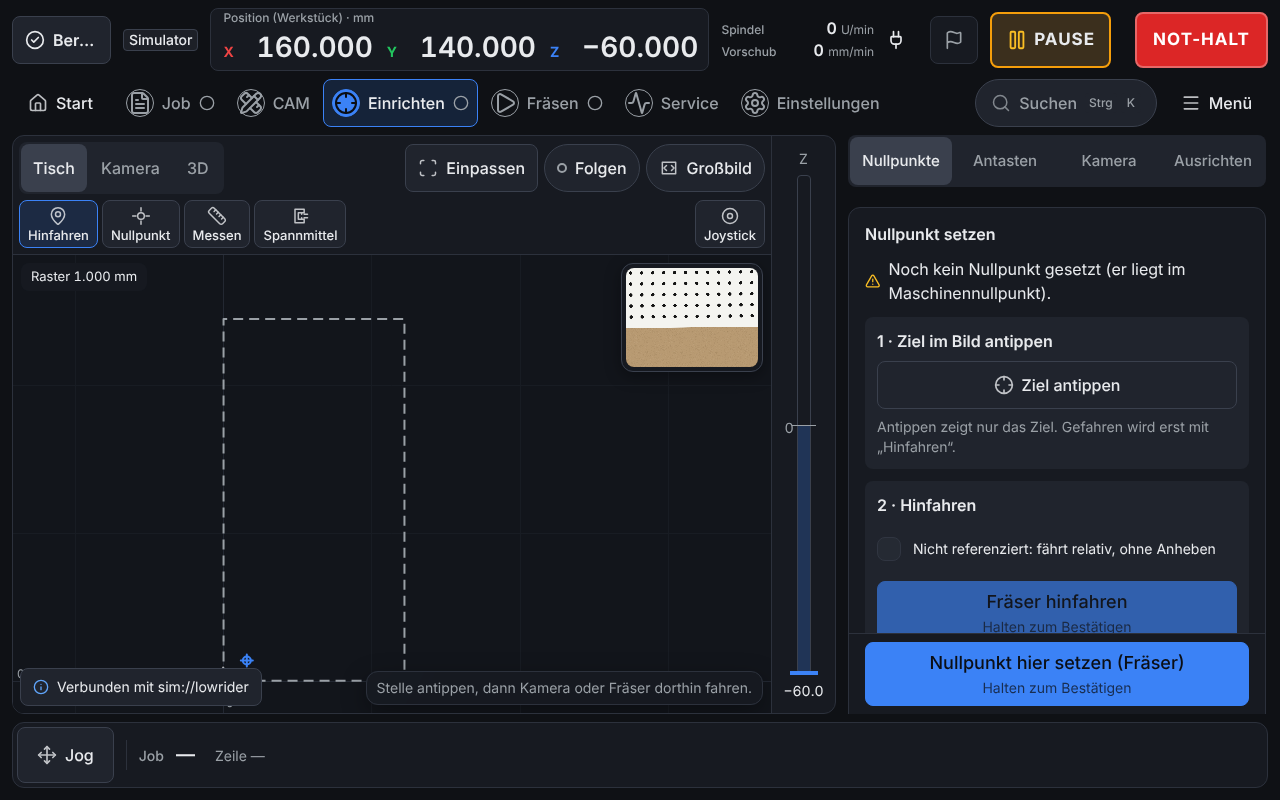 Ber...
Simulator
Position (Werkstück) · mm
X 160.000 Y 140.000 Z −60.000
Spindel 0 U/min
Vorschub 0 mm/min
PAUSE
NOT-HALT
Start
Job
CAM
Einrichten
Fräsen
Service
Einstellungen
Suchen Strg K
Menü
Tisch
Kamera
3D
Einpassen
Folgen
Großbild
Hinfahren
Nullpunkt
Messen
Spannmittel
Joystick
Raster 1.000 mm
Verbunden mit sim://lowrider
Stelle antippen, dann Kamera oder Fräser dorthin fahren.
Z
0
−60.0
Nullpunkte
Antasten
Kamera
Ausrichten
Nullpunkt setzen
Noch kein Nullpunkt gesetzt (er liegt im
Maschinennullpunkt).
1 · Ziel im Bild antippen
Ziel antippen
Antippen zeigt nur das Ziel. Gefahren wird erst mit
„Hinfahren“.
2 · Hinfahren
Nicht referenziert: fährt relativ, ohne Anheben
Fräser hinfahren
Halten zum Bestätigen
Nullpunkt hier setzen (Fräser)
Halten zum Bestätigen
Jog
Job —
Zeile —